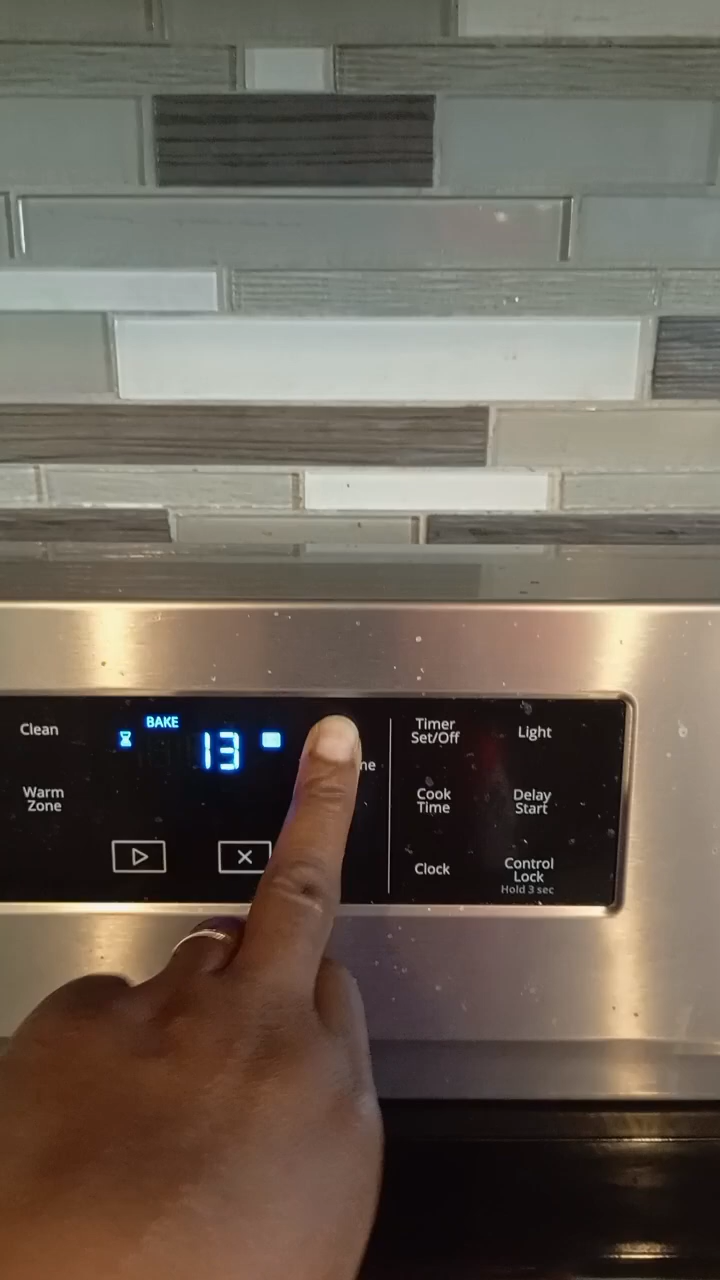 Clean
BAKE
13
Warm
Zone
Timer
Set/Off
Light
Cook
Time
Delay
Start
Clock
Control
Lock
Hold 3 sec